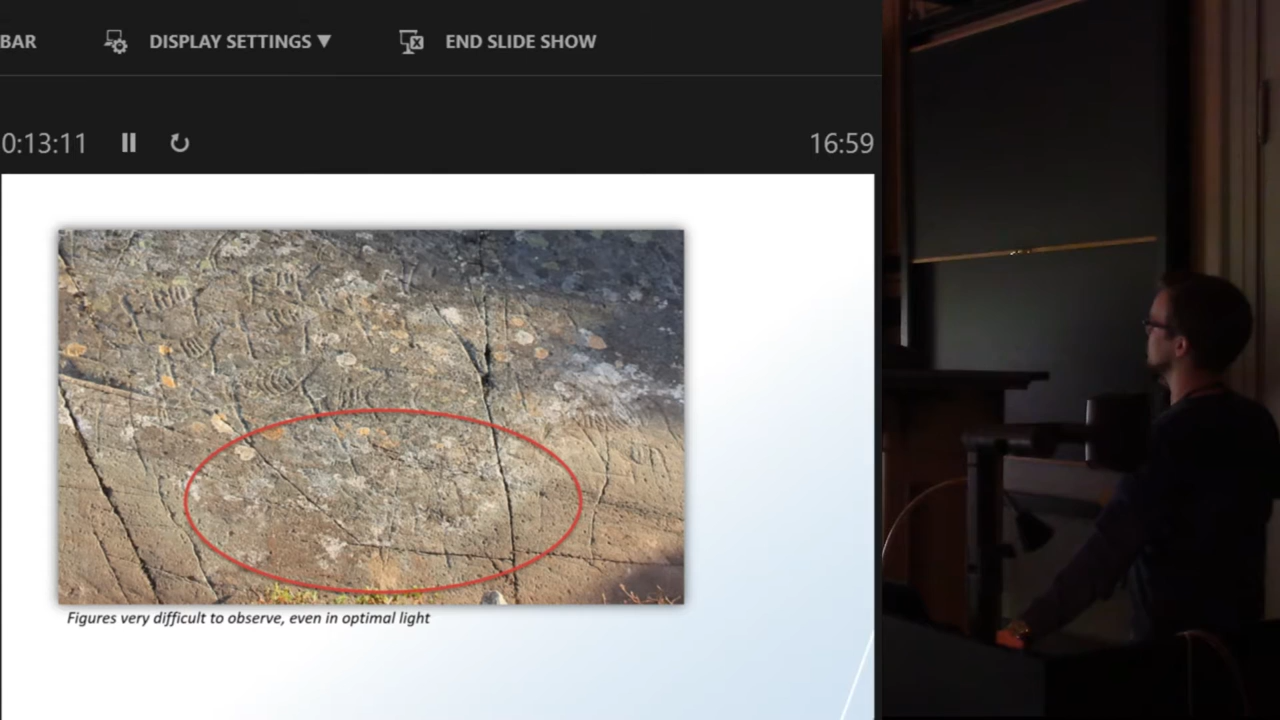 BAR DISPLAY SETTINGS ▼ END SLIDE SHOW
0:13:11 16:59
Figures very difficult to observe, even in optimal light